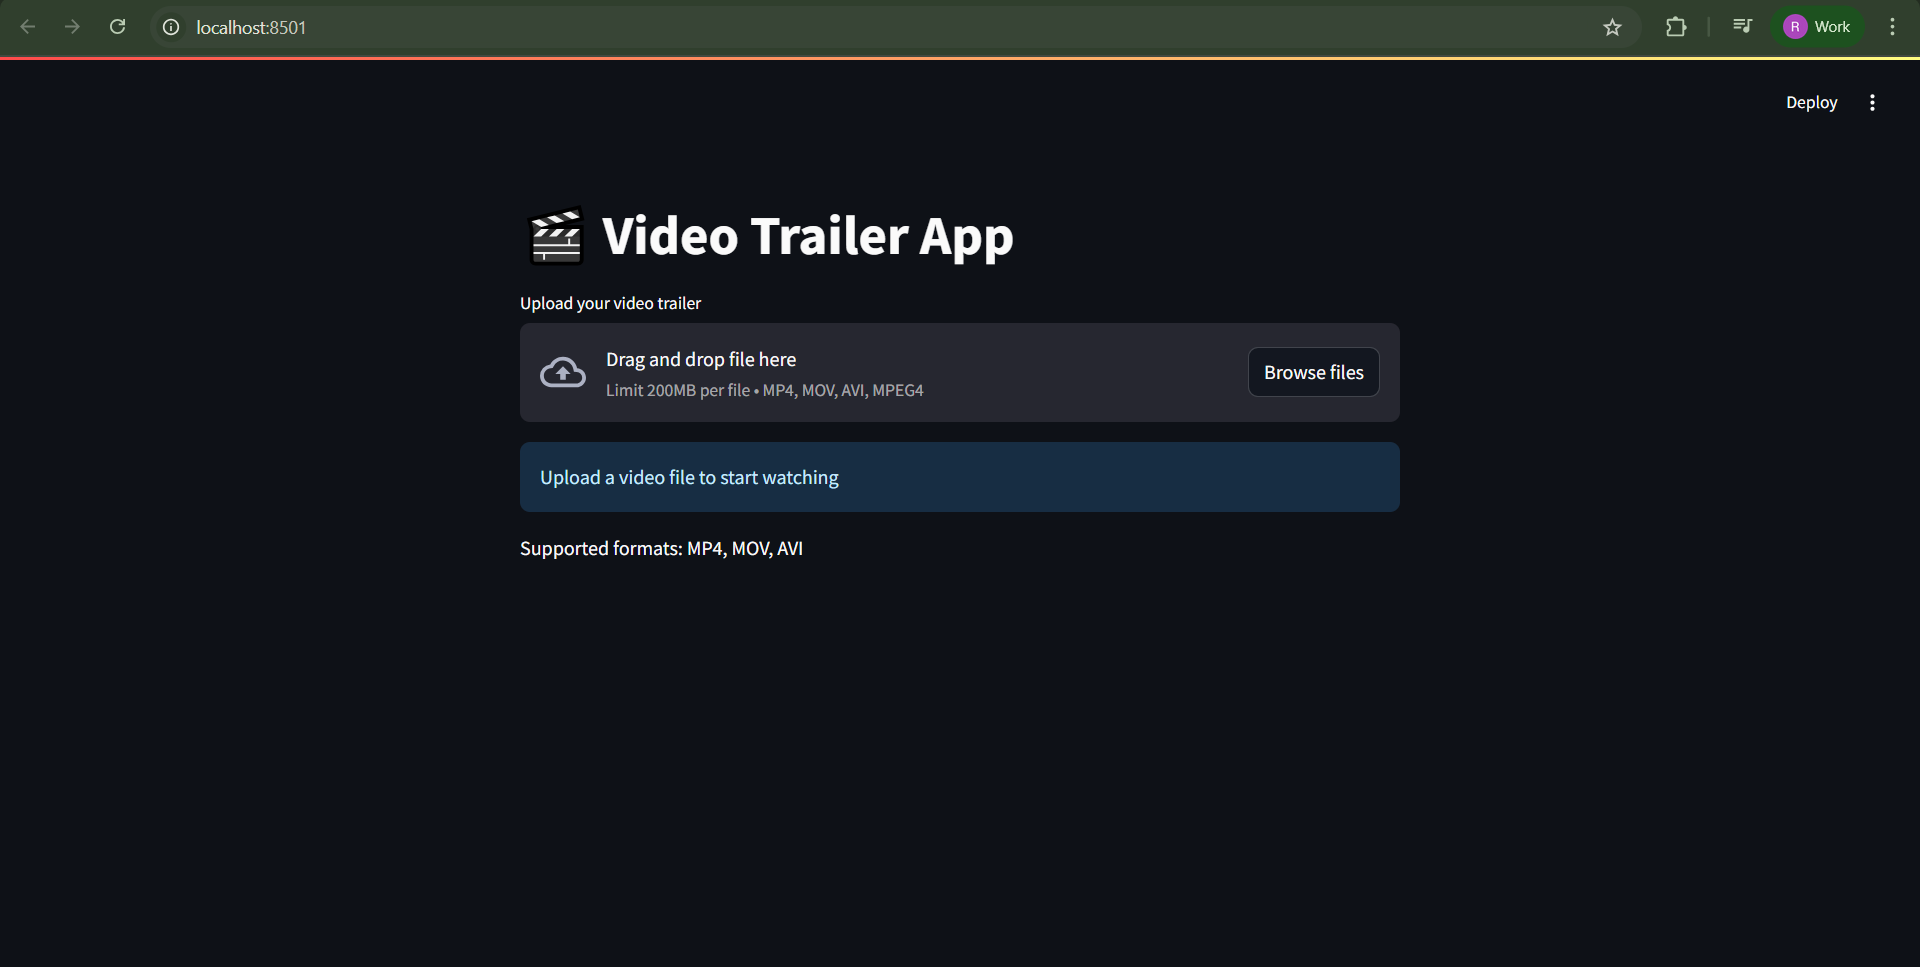 localhost:8501
R Work
Deploy
Video Trailer App
Upload your video trailer
Drag and drop file here
Limit 200MB per file • MP4, MOV, AVI, MPEG4
Browse files
Upload a video file to start watching
Supported formats: MP4, MOV, AVI